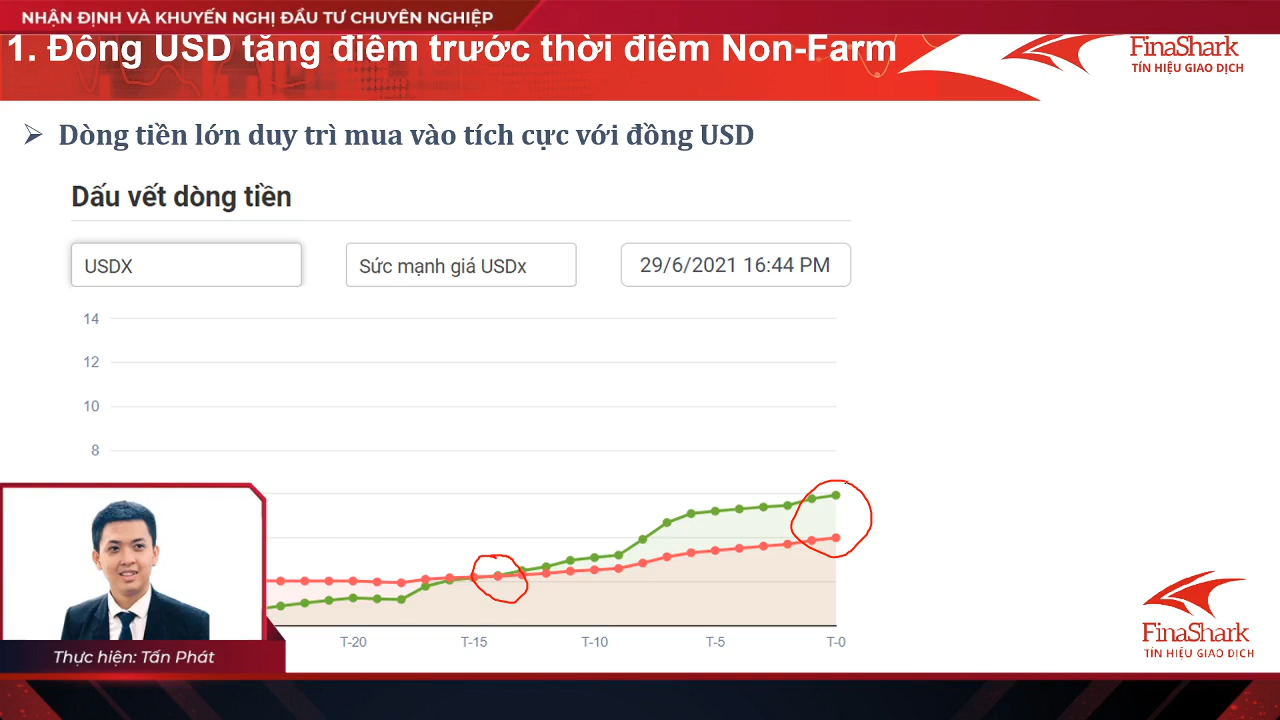 NHẬN ĐỊNH VÀ KHUYẾN NGHỊ ĐẦU TƯ CHUYÊN NGHIỆP
1. Đồng USD tăng điểm trước thời điểm Non-Farm
FinaShark
TÍN HIỆU GIAO DỊCH
Dòng tiền lớn duy trì mua vào tích cực với đồng USD
Dấu vết dòng tiền
USDX
Sức mạnh giá USDx
29/6/2021 16:44 PM
14
12
10
8
T-20
T-15
T-10
T-5
T-0
Thực hiện: Tấn Phát
FinaShark
TÍN HIỆU GIAO DỊCH